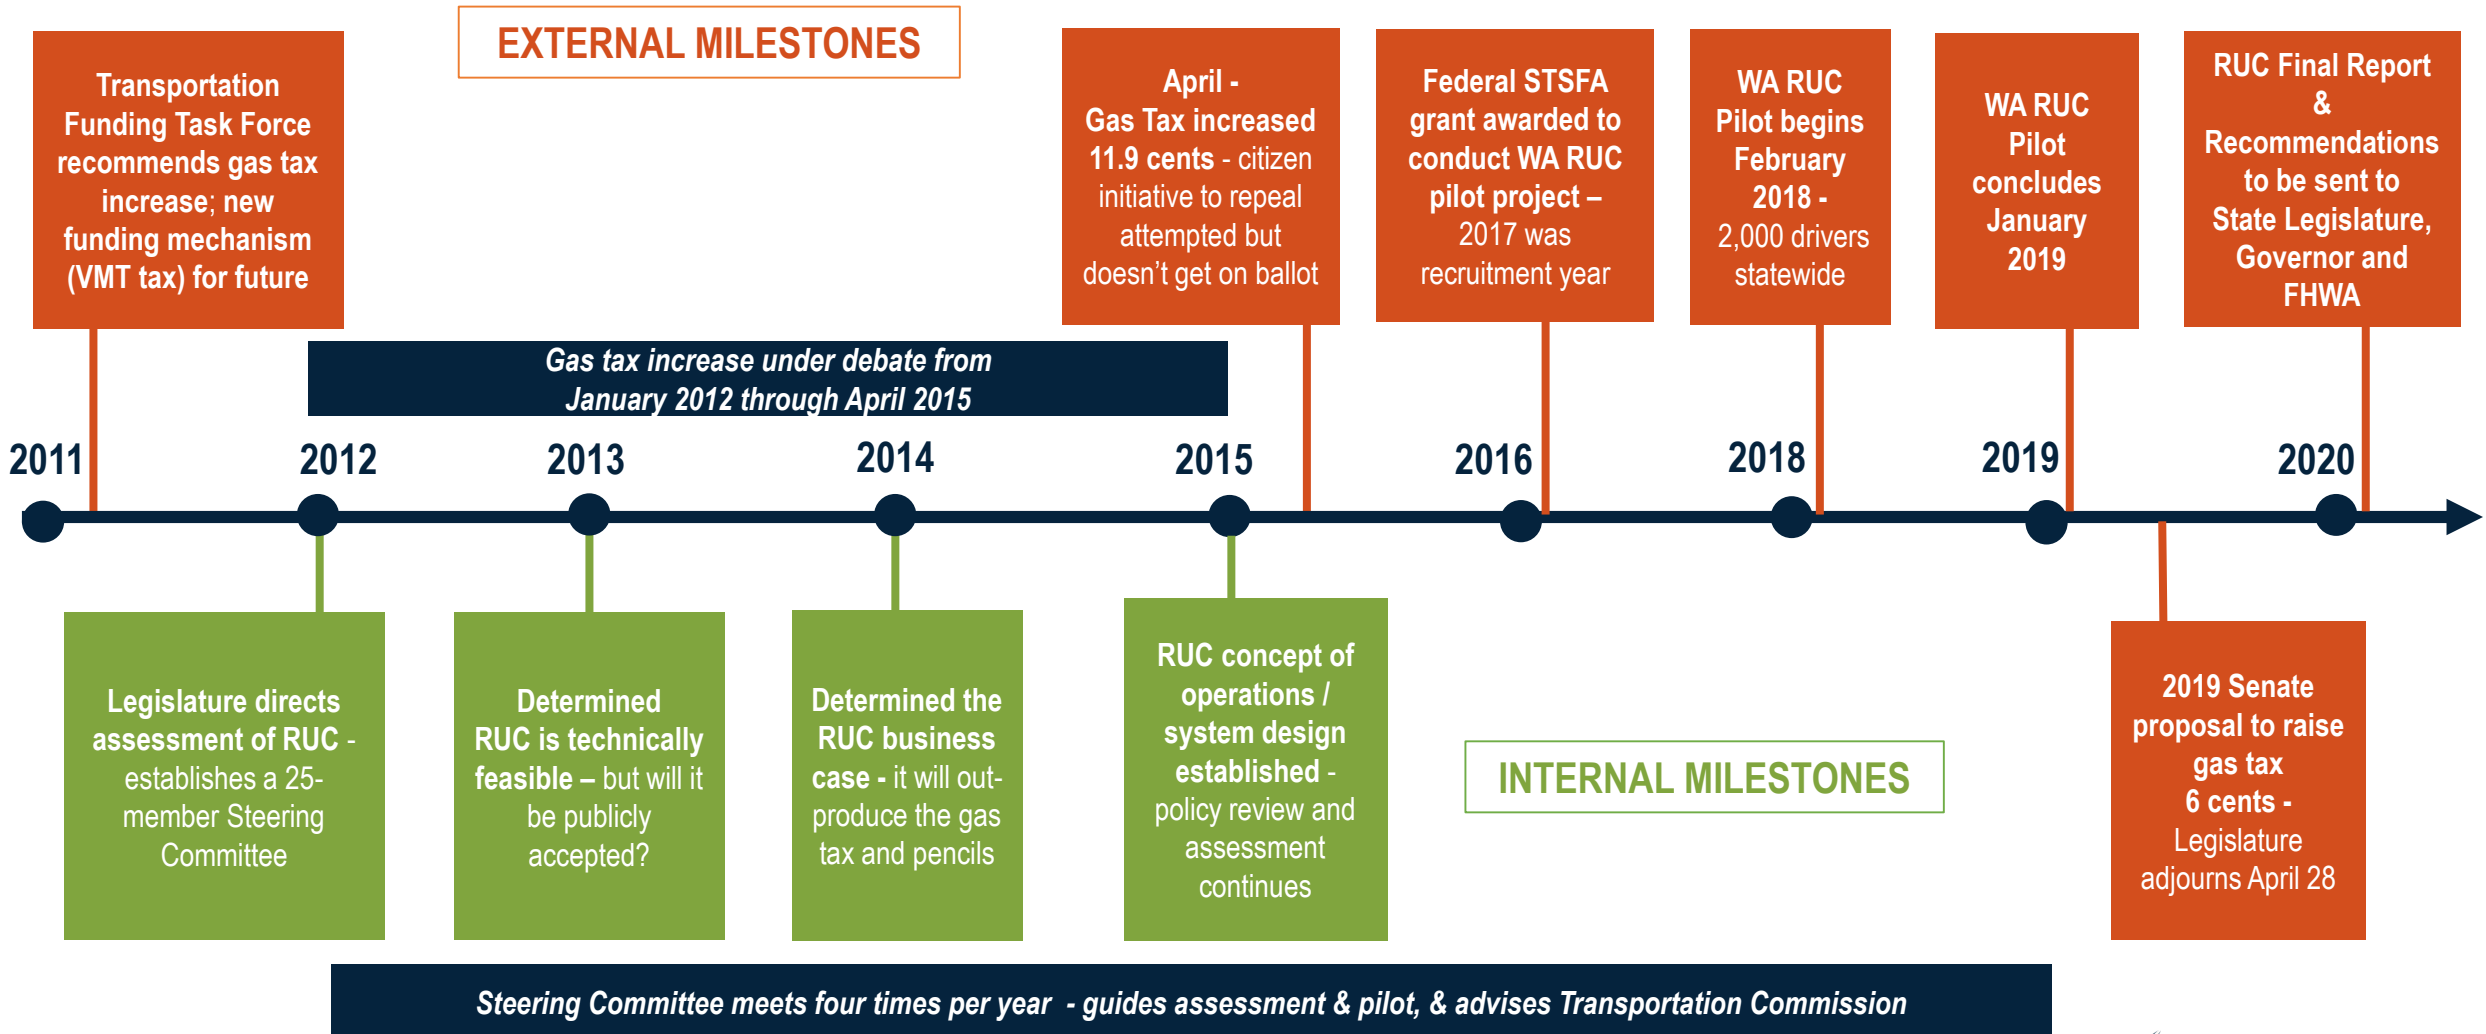 EXTERNAL MILESTONES
Transportation
Funding Task Force
recommends gas tax
increase; new
funding mechanism
(VMT tax) for future
April -
Gas Tax increased
11.9 cents - citizen
initiative to repeal
attempted but
doesn’t get on ballot
Federal STSFA
grant awarded to
conduct WA RUC
pilot project –
2017 was
recruitment year
WA RUC
Pilot begins
February
2018 -
2,000 drivers
statewide
WA RUC
Pilot
concludes
January
2019
RUC Final Report
&
Recommendations
to be sent to
State Legislature,
Governor and
FHWA
Gas tax increase under debate from
January 2012 through April 2015
2011
2012
2013
2014
2015
2016
2018
2019
2020
Legislature directs
assessment of RUC -
establishes a 25-
member Steering
Committee
Determined
RUC is technically
feasible – but will it
be publicly
accepted?
Determined the
RUC business
case - it will out-
produce the gas
tax and pencils
RUC concept of
operations /
system design
established -
policy review and
assessment
continues
INTERNAL MILESTONES
2019 Senate
proposal to raise
gas tax
6 cents -
Legislature
adjourns April 28
Steering Committee meets four times per year - guides assessment & pilot, & advises Transportation Commission